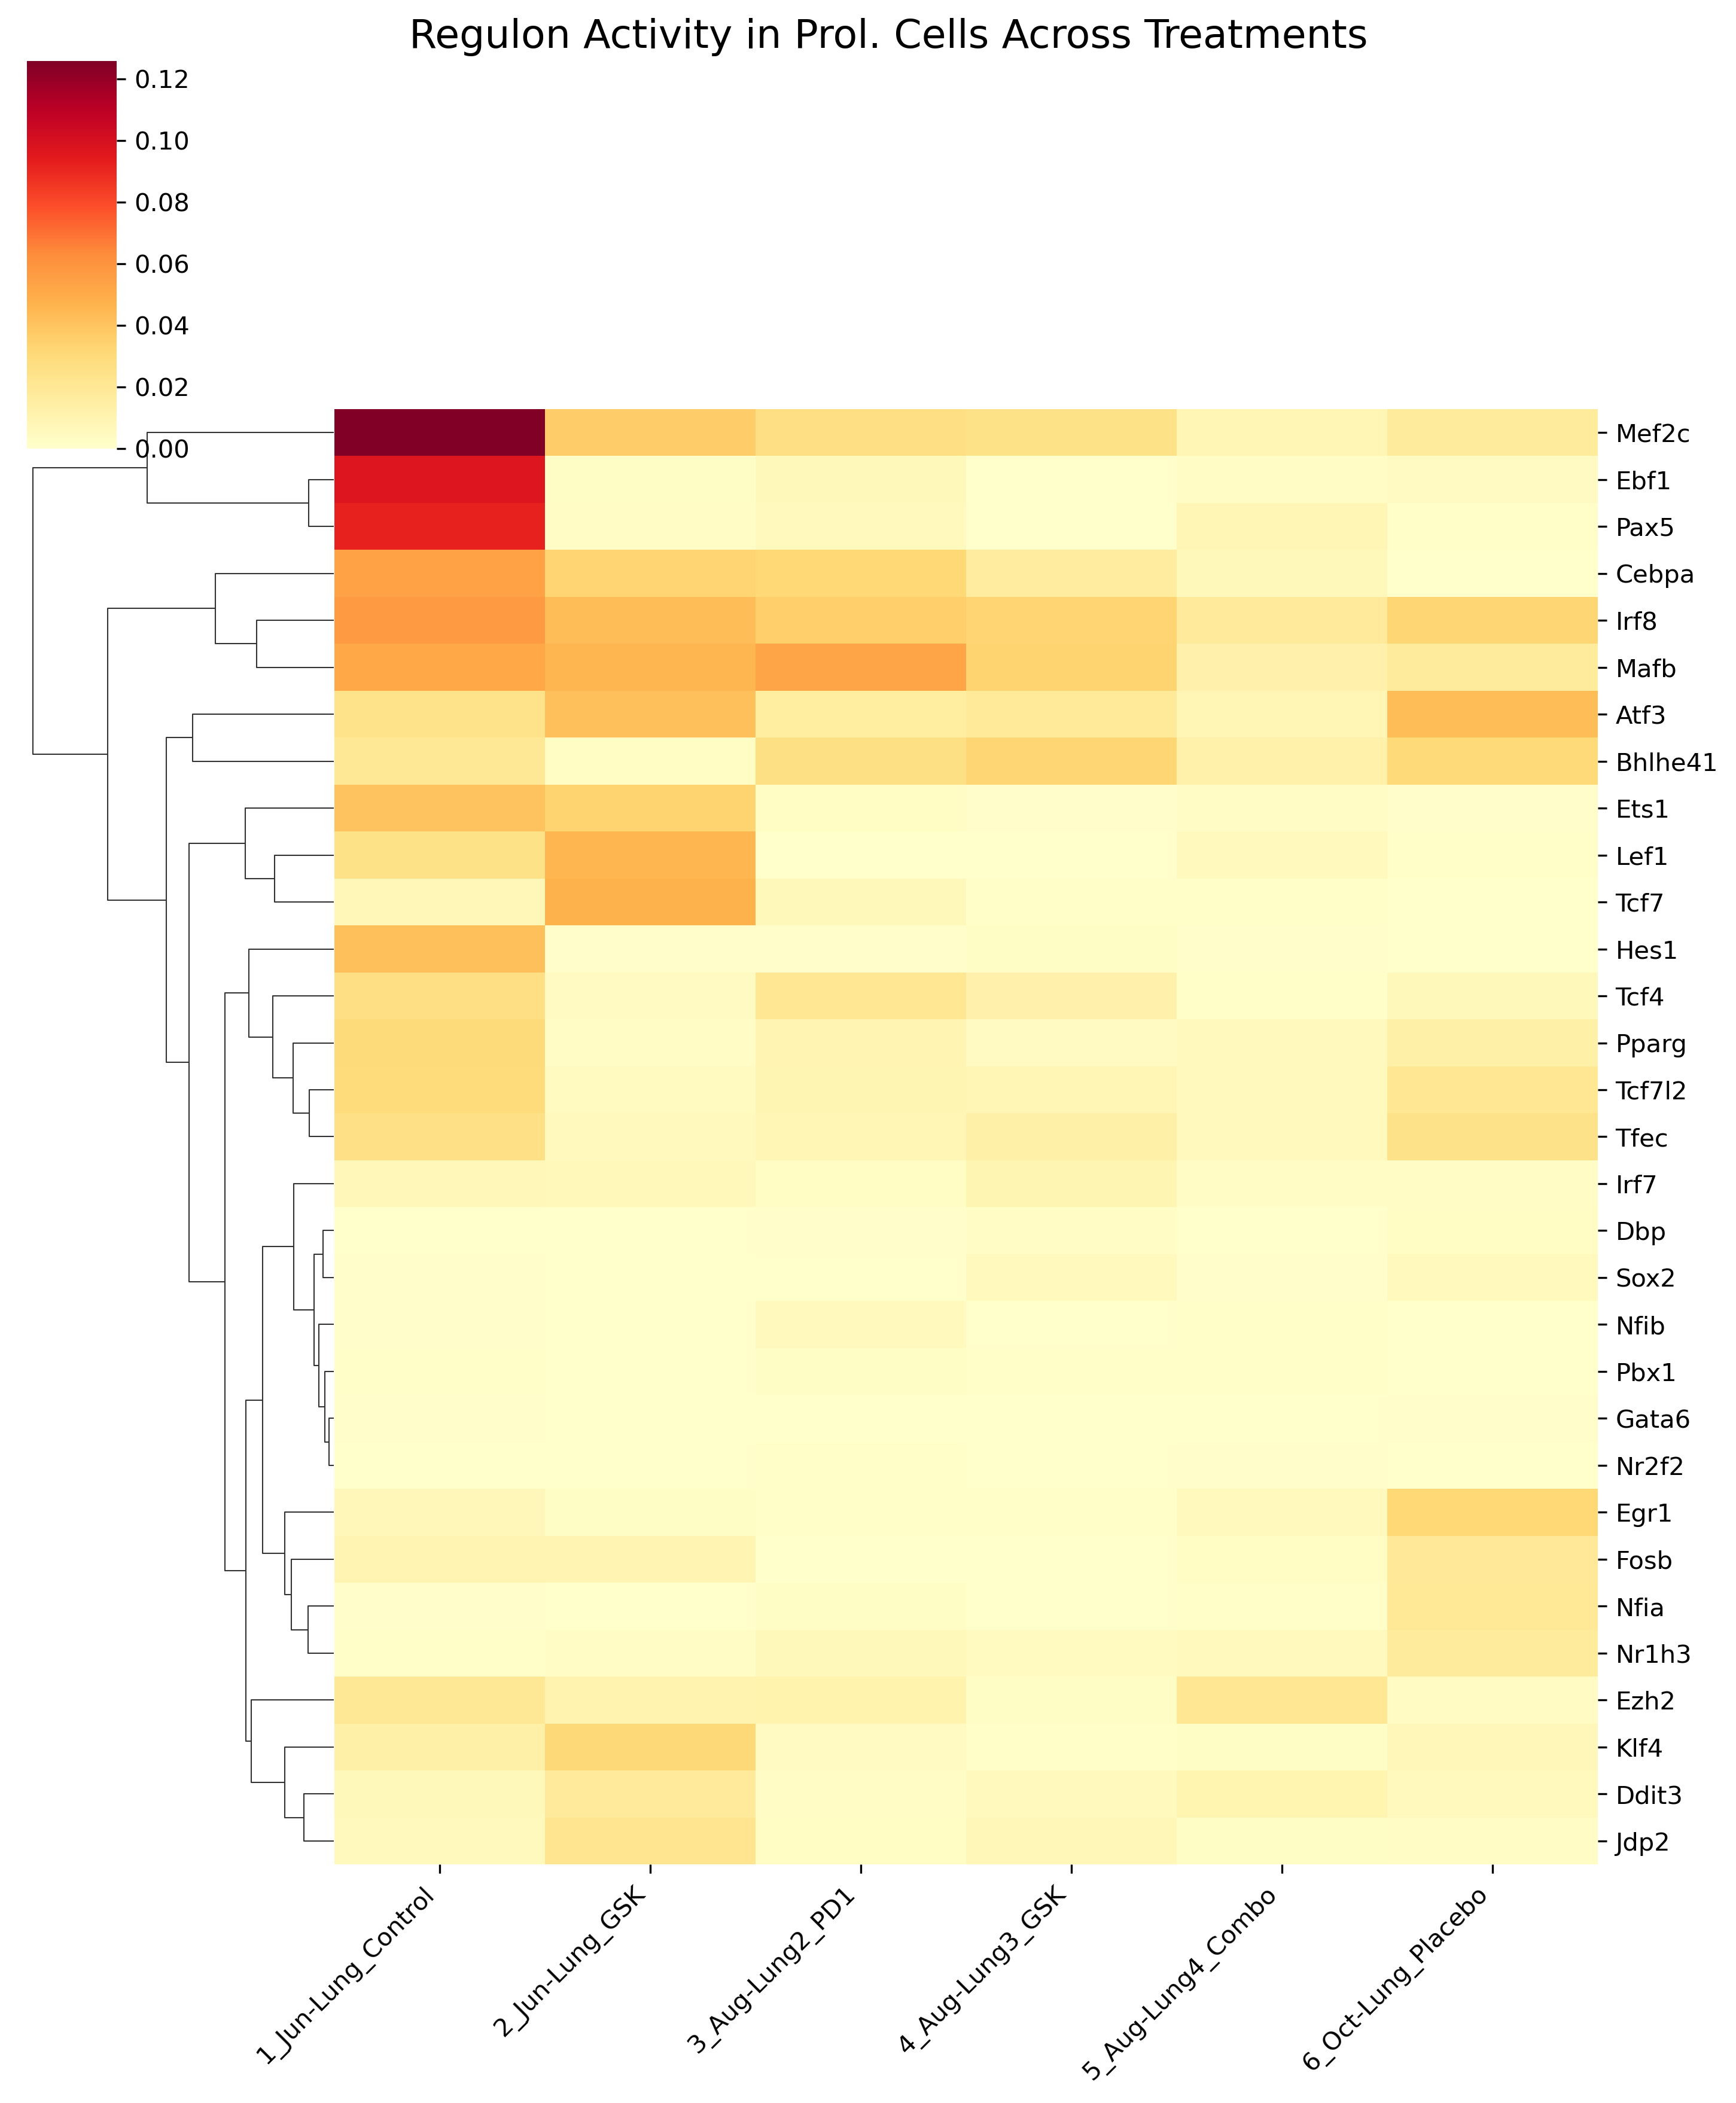 Regulon Activity in Prol. Cells Across Treatments
0.12
0.10
0.08
0.06
0.04
0.02
0.00
Mef2c
Ebf1
Pax5
Cebpa
Irf8
Mafb
Atf3
Bhlhe41
Ets1
Lef1
Tcf7
Hes1
Tcf4
Pparg
Tcf7l2
Tfec
Irf7
Dbp
Sox2
Nfib
Pbx1
Gata6
Nr2f2
Egr1
Fosb
Nfia
Nr1h3
Ezh2
Klf4
Ddit3
Jdp2
1_Jun-Lung_Control
2_Jun-Lung_GSK
3_Aug-Lung2_PD1
4_Aug-Lung3_GSK
5_Aug-Lung4_Combo
6_Oct-Lung_Placebo